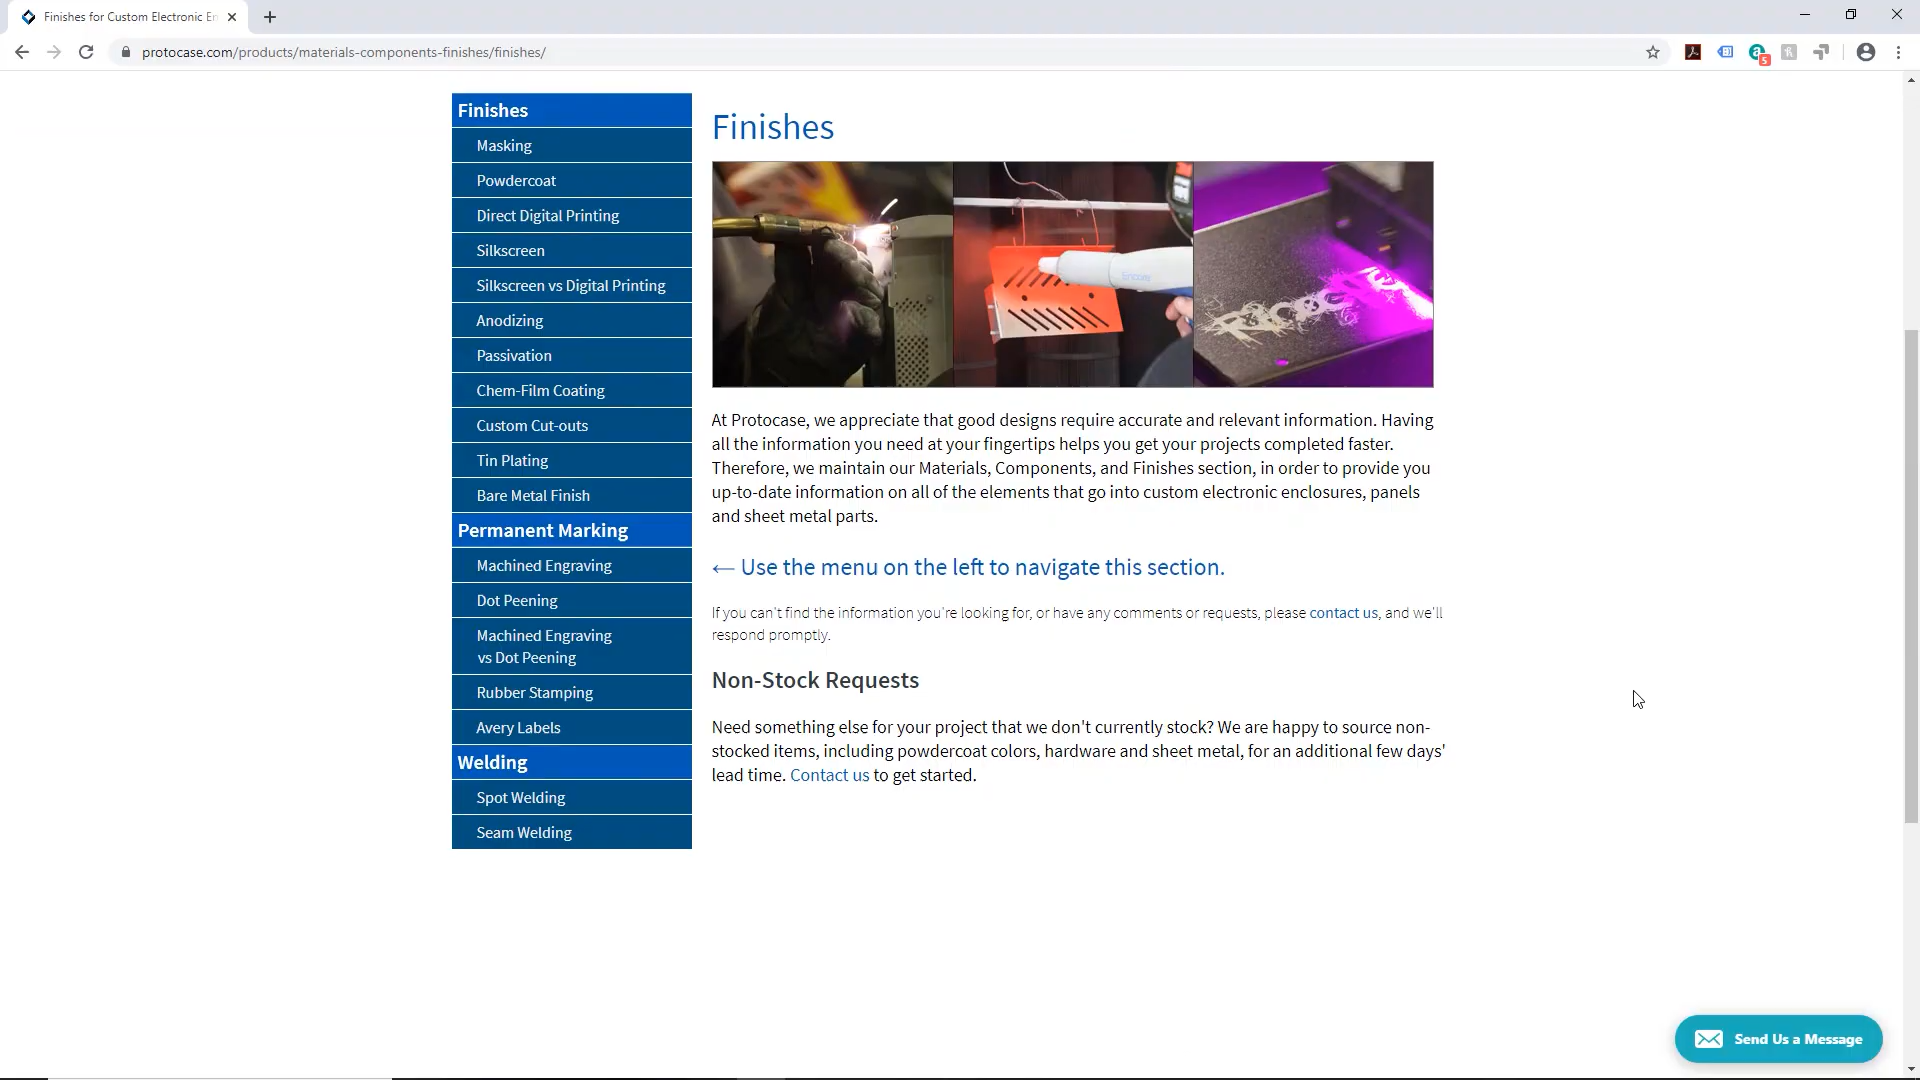 Finishes for Custom Electronic En
protocase.com/products/materials-components-finishes/finishes/
5
Finishes
Masking
Powdercoat
Direct Digital Printing
Silkscreen
Silkscreen vs Digital Printing
Anodizing
Passivation
Chem-Film Coating
Custom Cut-outs
Tin Plating
Bare Metal Finish
Permanent Marking
Machined Engraving
Dot Peening
Machined Engraving
vs Dot Peening
Rubber Stamping
Avery Labels
Welding
Spot Welding
Seam Welding
Finishes
Encore
At Protocase, we appreciate that good designs require accurate and relevant information. Having
all the information you need at your fingertips helps you get your projects completed faster.
Therefore, we maintain our Materials, Components, and Finishes section, in order to provide you
up-to-date information on all of the elements that go into custom electronic enclosures, panels
and sheet metal parts.
← Use the menu on the left to navigate this section.
If you can't find the information you're looking for, or have any comments or requests, please contact us, and we'll
respond promptly.
Non-Stock Requests
Need something else for your project that we don't currently stock? We are happy to source non-
stocked items, including powdercoat colors, hardware and sheet metal, for an additional few days'
lead time. Contact us to get started.
Send Us a Message